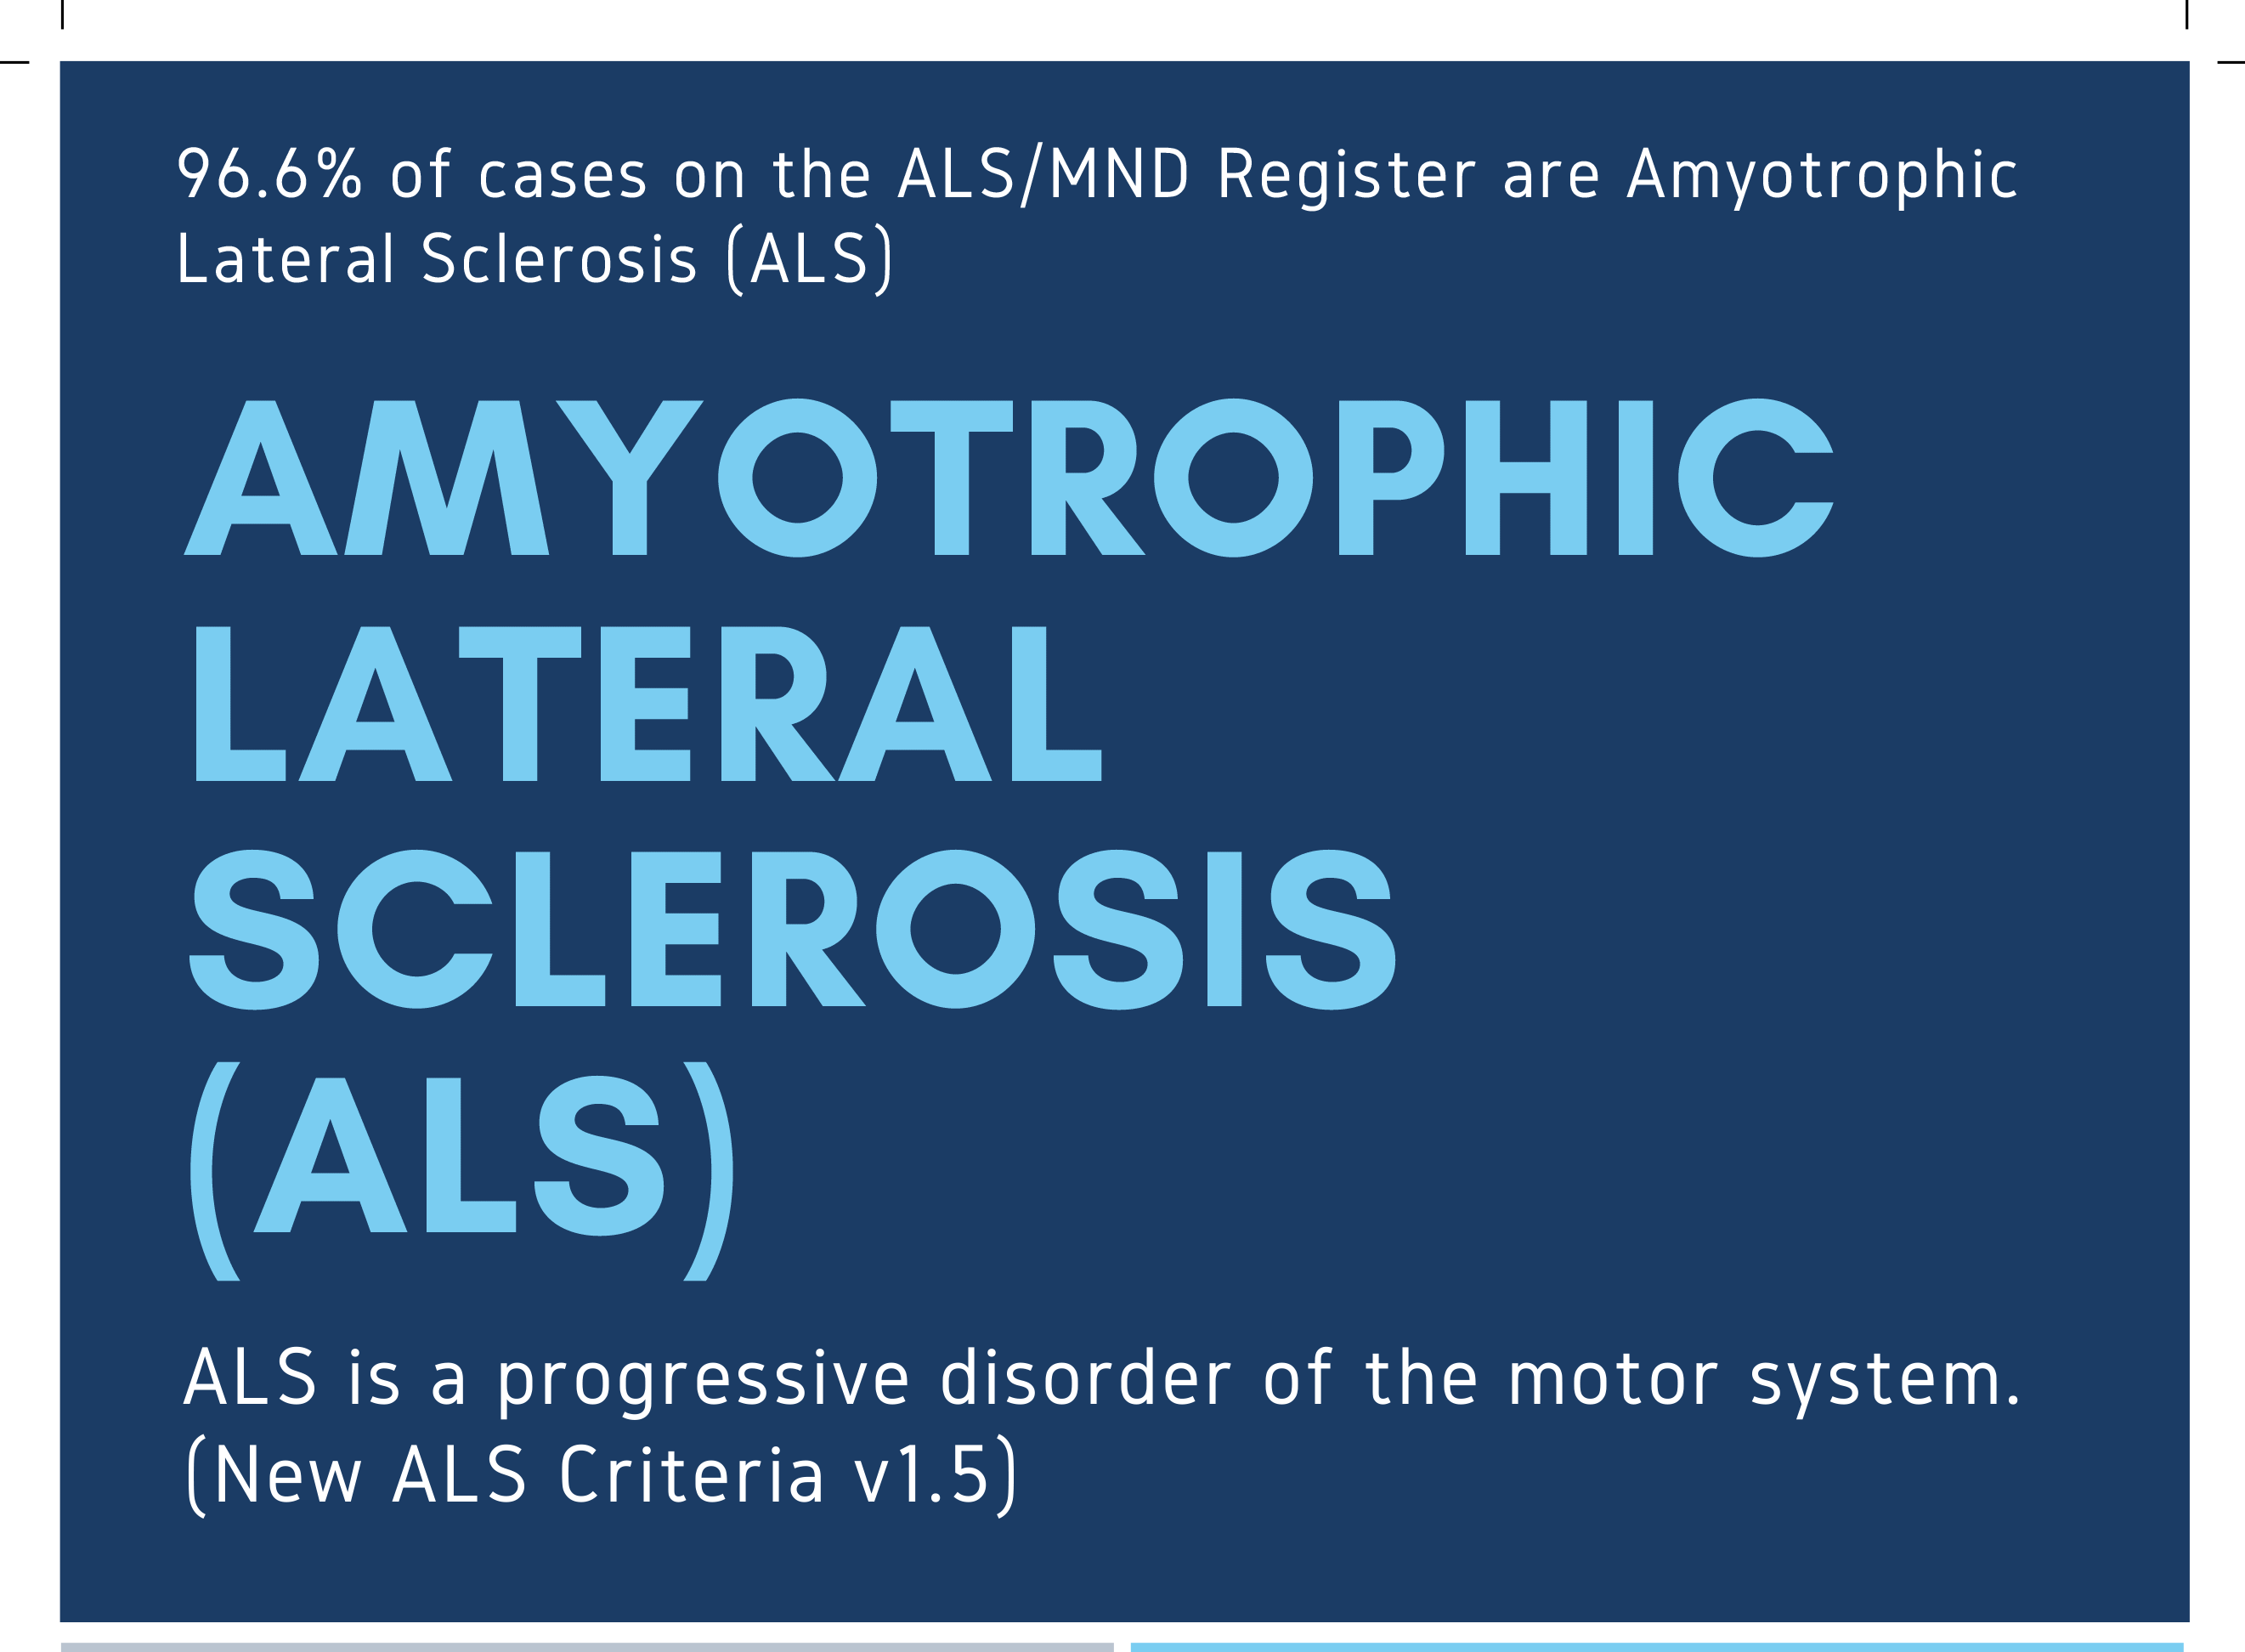 96.6% of cases on the ALS/MND Register are Amyotrophic
Lateral Sclerosis (ALS)
AMYOTROPHIC
LATERAL
SCLEROSIS
(ALS)
ALS is a progressive disorder of the motor system.
(New ALS Criteria v1.5)